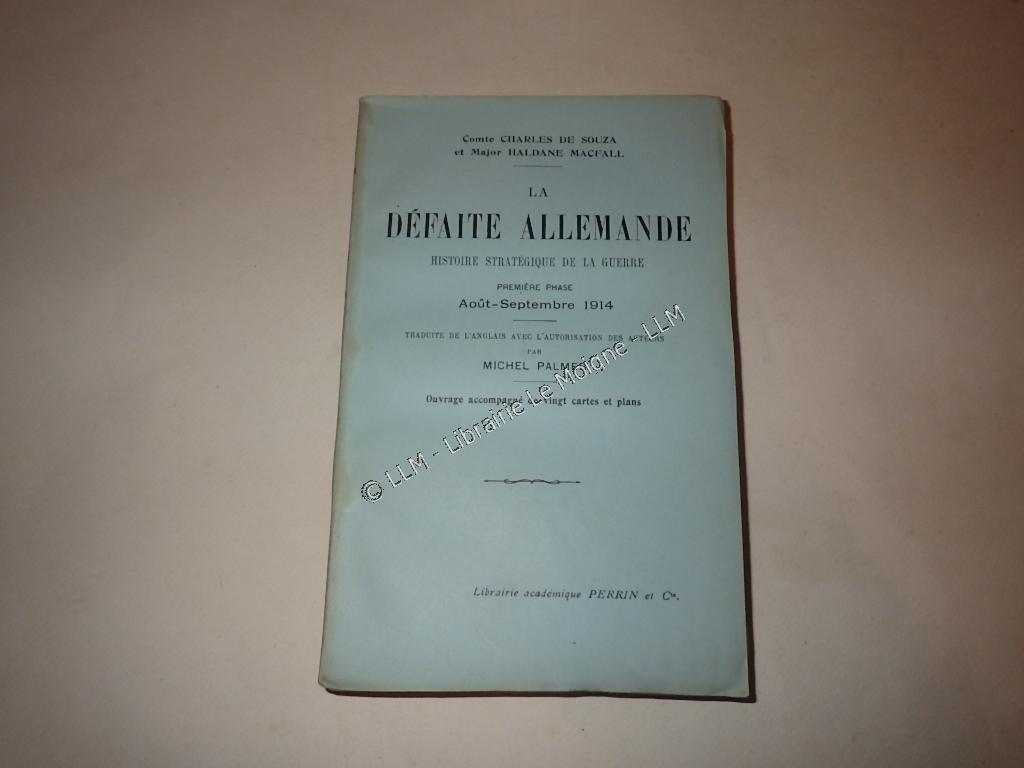 Comte CHARLES DE SOUZA
et Major HALDANE MACFALL
LA
DÉFAITE ALLEMANDE
HISTOIRE STRATÉGIQUE DE LA GUERRE
PREMIÈRE PHASE
Août-Septembre 1914
TRADUITE DE L'ANGLAIS AVEC L'AUTORISATION DES AUTEURS
PAR
MICHEL
Ouvrage accompagné de vingt cartes et plans
© LLM - Librairie Le Moigne - LLM
Librairie académique PERRIN et Cie.